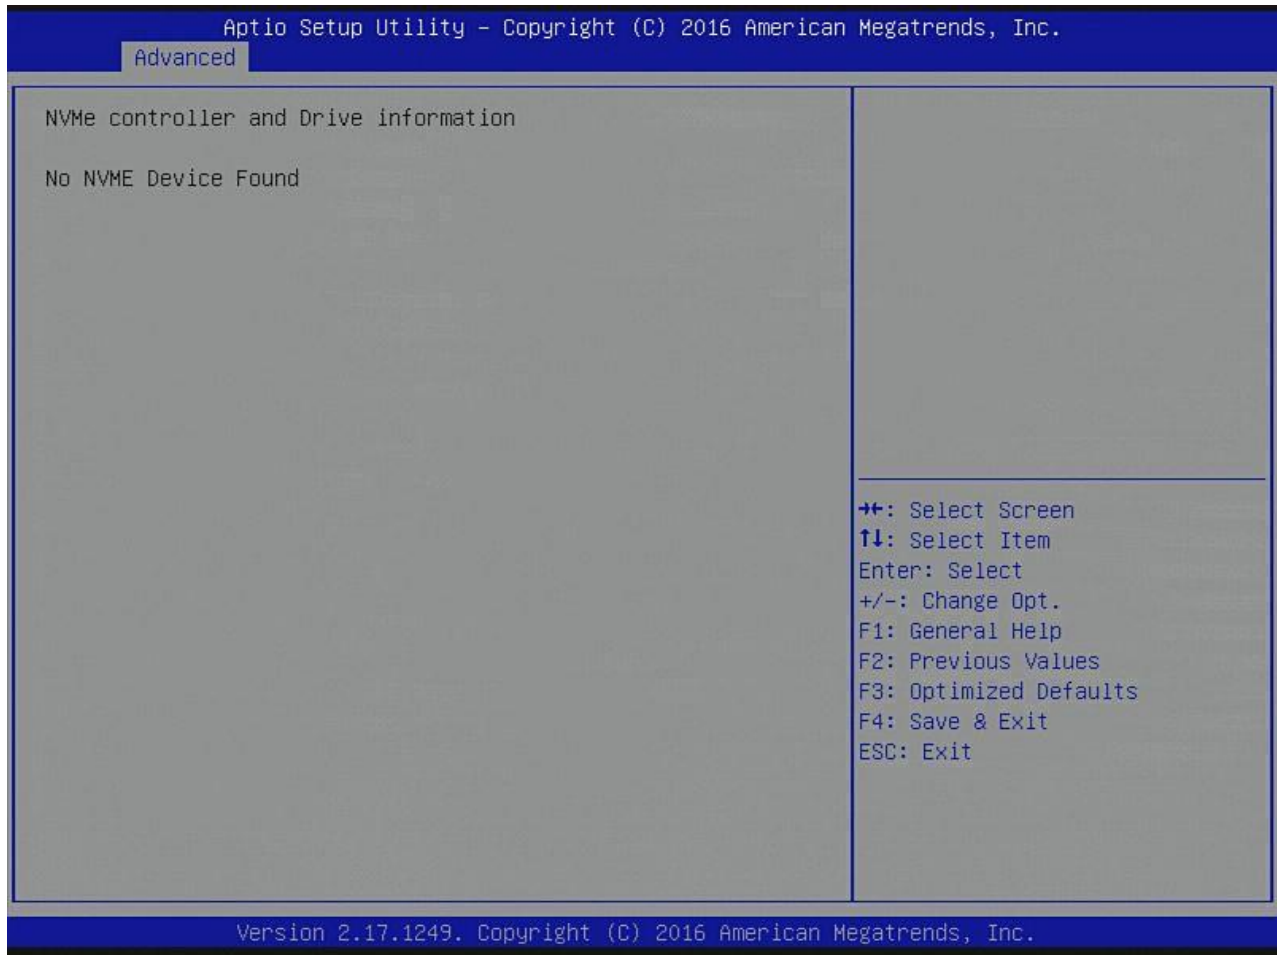 Aptio Setup Utility – Copyright (C) 2016 American Megatrends, Inc.
Advanced
NVMe controller and Drive information
No NVME Device Found
→←: Select Screen
↑↓: Select Item
Enter: Select
+/-: Change Opt.
F1: General Help
F2: Previous Values
F3: Optimized Defaults
F4: Save & Exit
ESC: Exit
Version 2.17.1249. Copyright (C) 2016 American Megatrends, Inc.